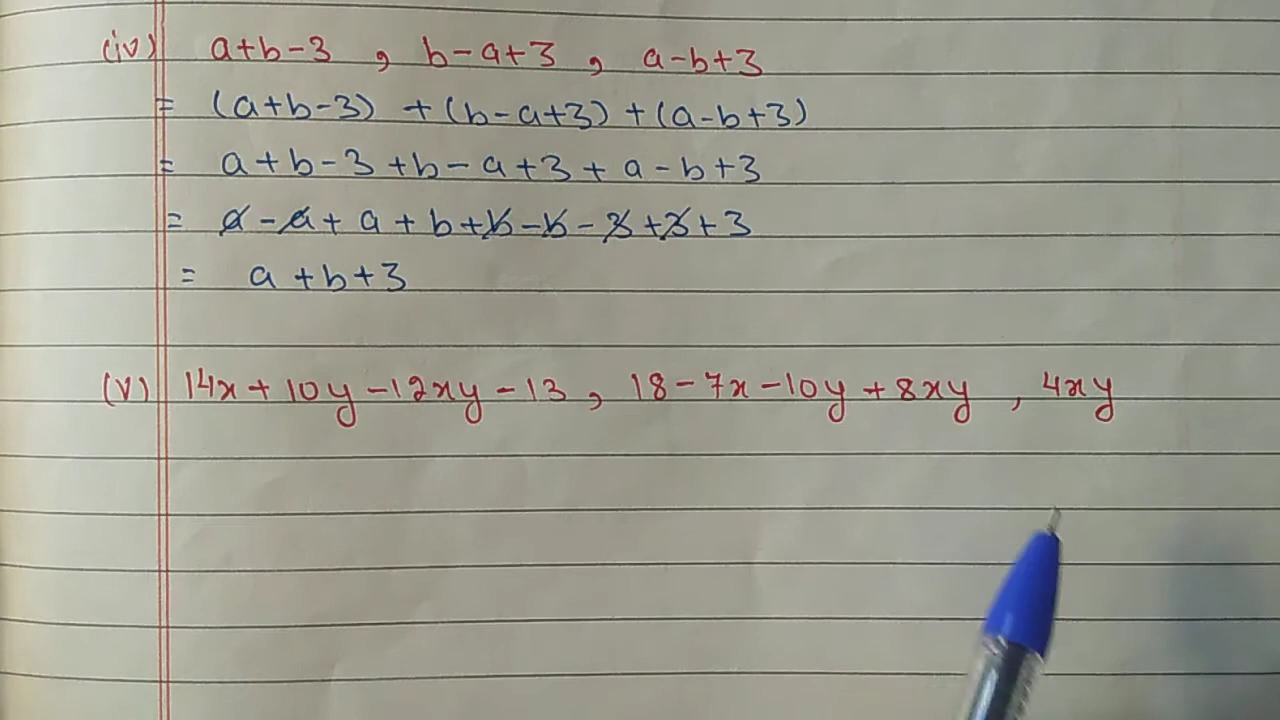 (iv) a+b-3 , b-a+3 , a-b+3
= (a+b-3) + (b-a+3) + (a-b+3)
= a+b-3+b-a+3+a-b+3
= a-a+a+b+b-b-3+3+3
= a+b+3
(v) 14x+10y-12xy-13 , 18-7x-10y+8xy , 4xy